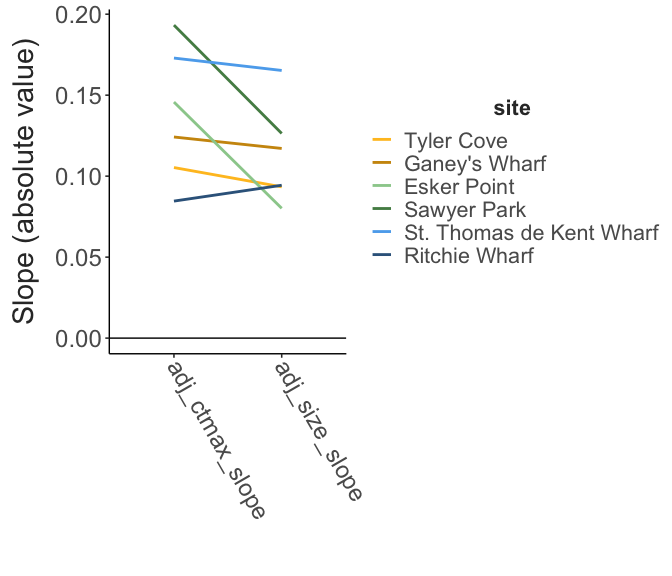 Slope (absolute value)
0.20
0.15
0.10
0.05
0.00
adj_ctmax_slope
adj_size_slope
site
Tyler Cove
Ganey's Wharf
Esker Point
Sawyer Park
St. Thomas de Kent Wharf
Ritchie Wharf